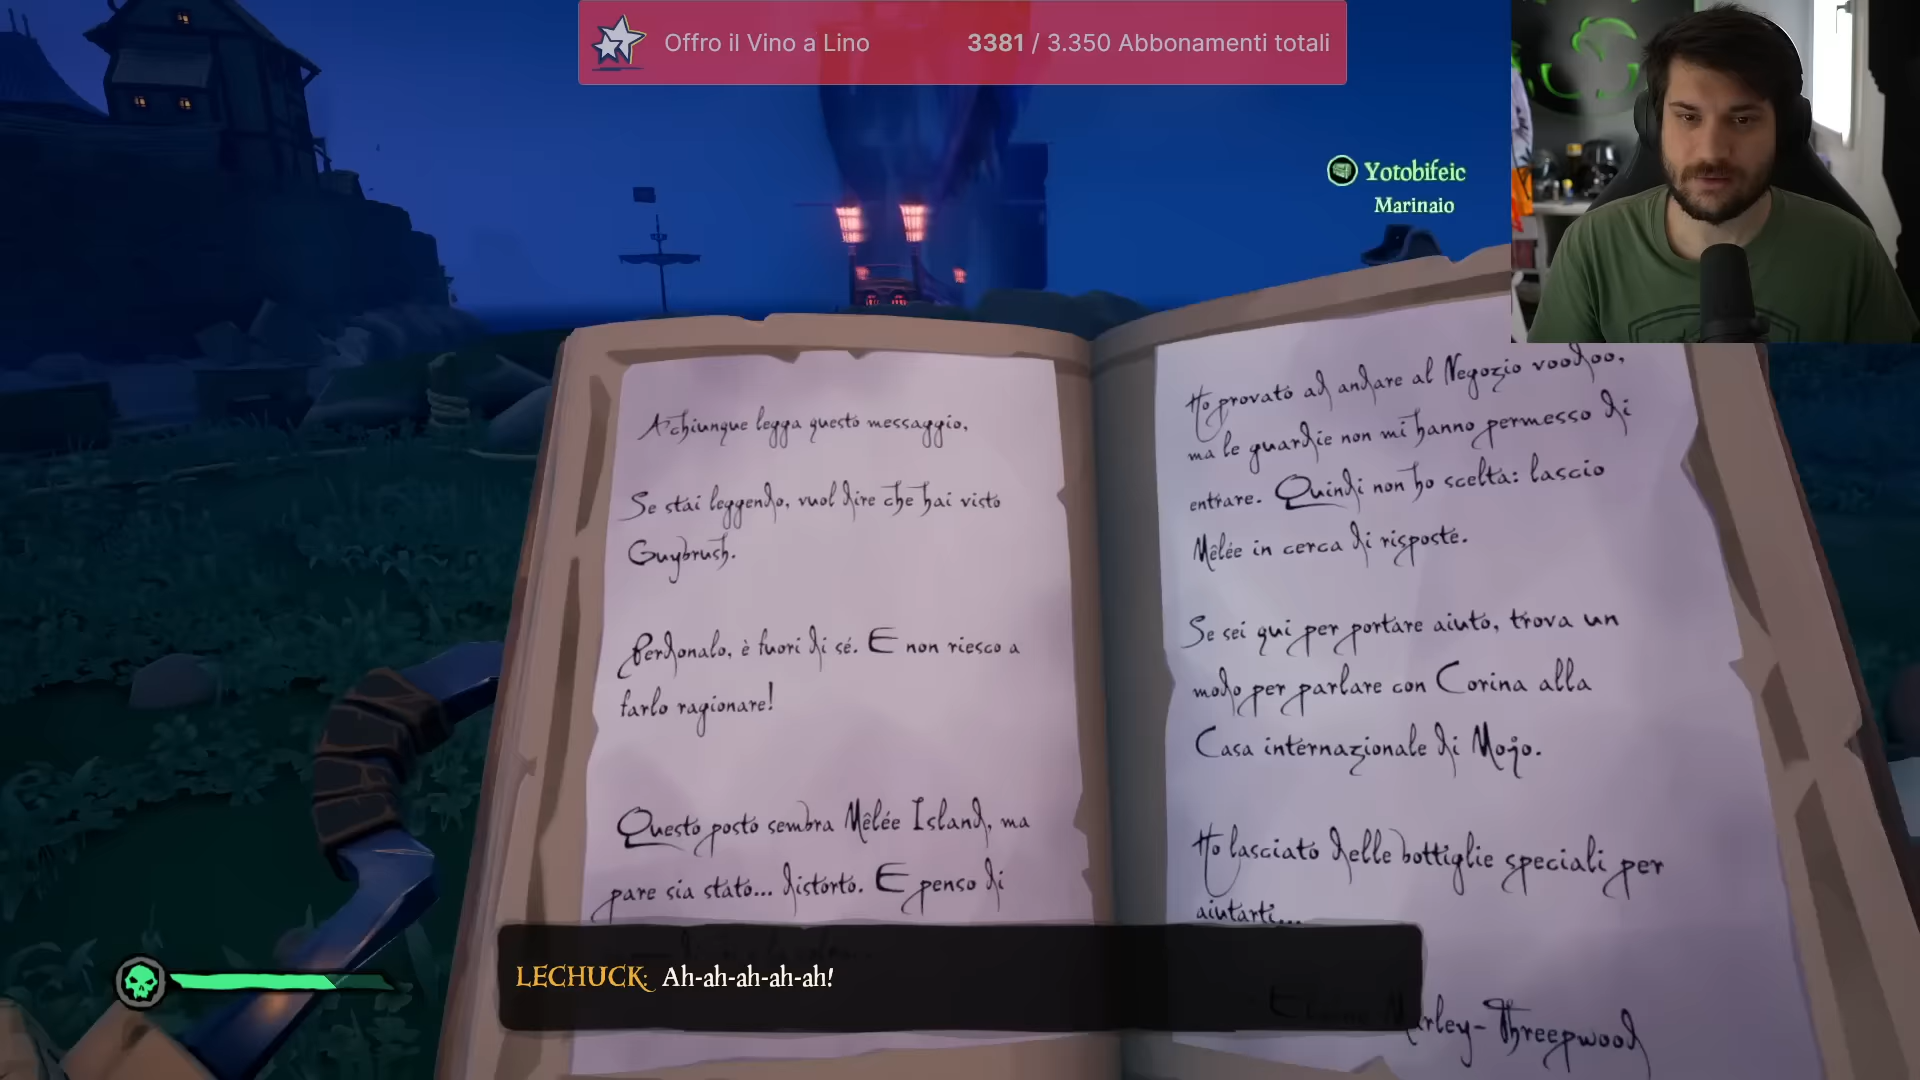 Offro il Vino a Lino 3381 / 3.350 Abbonamenti totali
Yotobifeic
Marinaio
A chiunque legga questo messaggio,
Se stai leggendo, vuol dire che hai visto
Guybrush.
Perdonalo, è fuori di sé. E non riesco a
farlo ragionare!
Questo posto sembra Mêlée Island, ma
pare sia stato... distorto. E penso di
Ho provato ad andare al Negozio voodoo,
ma le guardie non mi hanno permesso di
entrare. Quindi non ho scelta: lascio
Mêlée in cerca di risposte.
Se sei qui per portare aiuto, trova un
modo per parlare con Corina alla
Casa internazionale di Mojo.
Ho lasciato delle bottiglie speciali per
aiutarti...
Marley-Threepwood
LECHUCK: Ah-ah-ah-ah-ah!